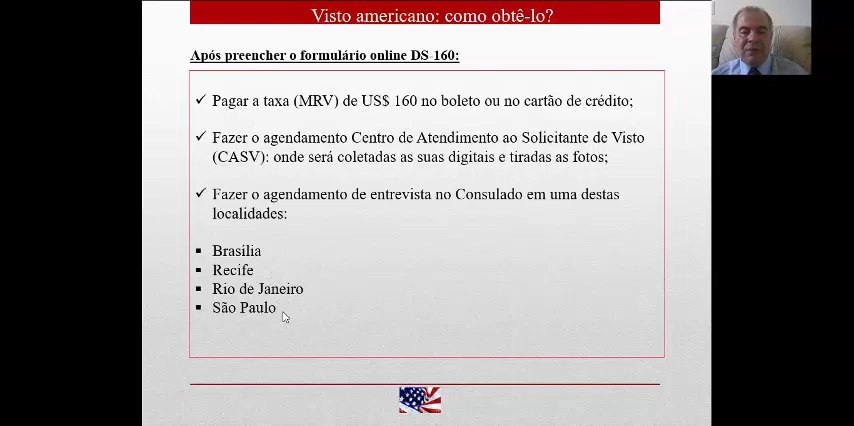 Visto americano: como obtê-lo?
Após preencher o formulário online DS-160:
✓ Pagar a taxa (MRV) de US$ 160 no boleto ou no cartão de crédito;
✓ Fazer o agendamento Centro de Atendimento ao Solicitante de Visto
(CASV): onde será coletadas as suas digitais e tiradas as fotos;
✓ Fazer o agendamento de entrevista no Consulado em uma destas
localidades:
▪ Brasília
▪ Recife
▪ Rio de Janeiro
▪ São Paulo